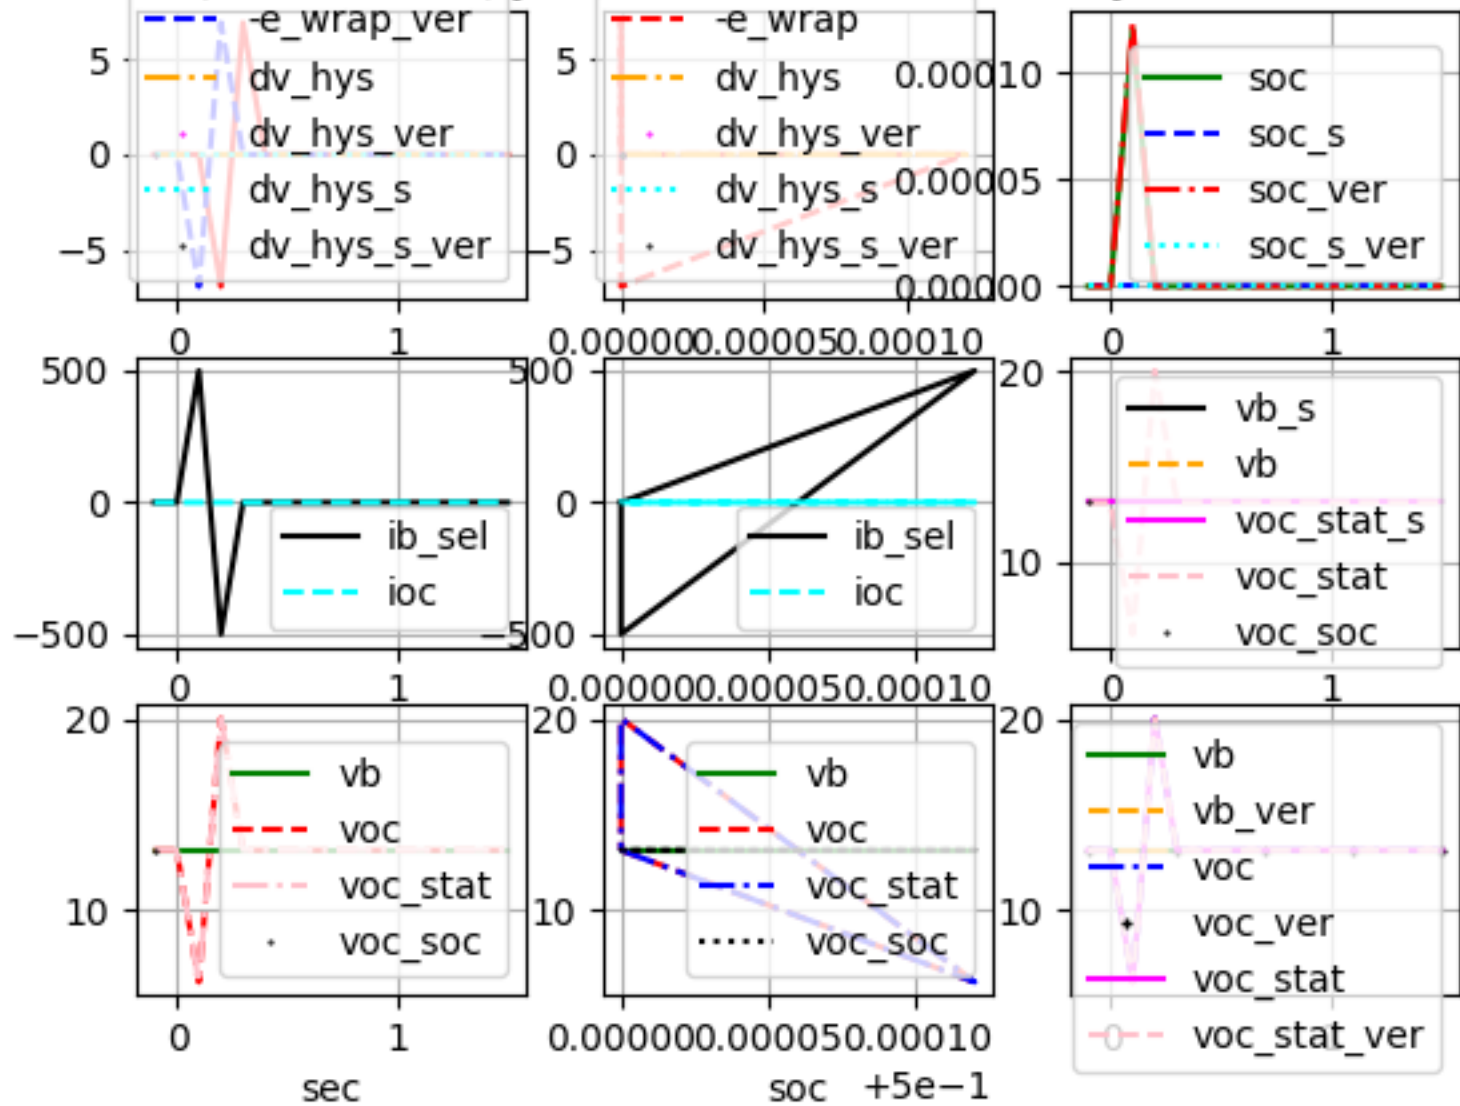 -e_wrap_ver
dv_hys
dv_hys_ver
dv_hys_s
dv_hys_s_ver
5
0
−5
0
1
-e_wrap
dv_hys
dv_hys_ver
dv_hys_s
dv_hys_s_ver
5
0
−5
0.00000
0.00005
0.00010
soc
soc_s
soc_ver
soc_s_ver
0.00010
0.00005
0.00000
0
1
500
0
−500
ib_sel
ioc
0
1
500
0
−500
ib_sel
ioc
0.00000
0.00005
0.00010
20
10
vb_s
vb
voc_stat_s
voc_stat
voc_soc
0
1
20
10
vb
voc
voc_stat
voc_soc
0
1
sec
20
10
vb
voc
voc_stat
voc_soc
0.00000
0.00005
0.00010
soc
+5e−1
20
10
vb
vb_ver
voc
voc_ver
voc_stat
voc_stat_ver
0